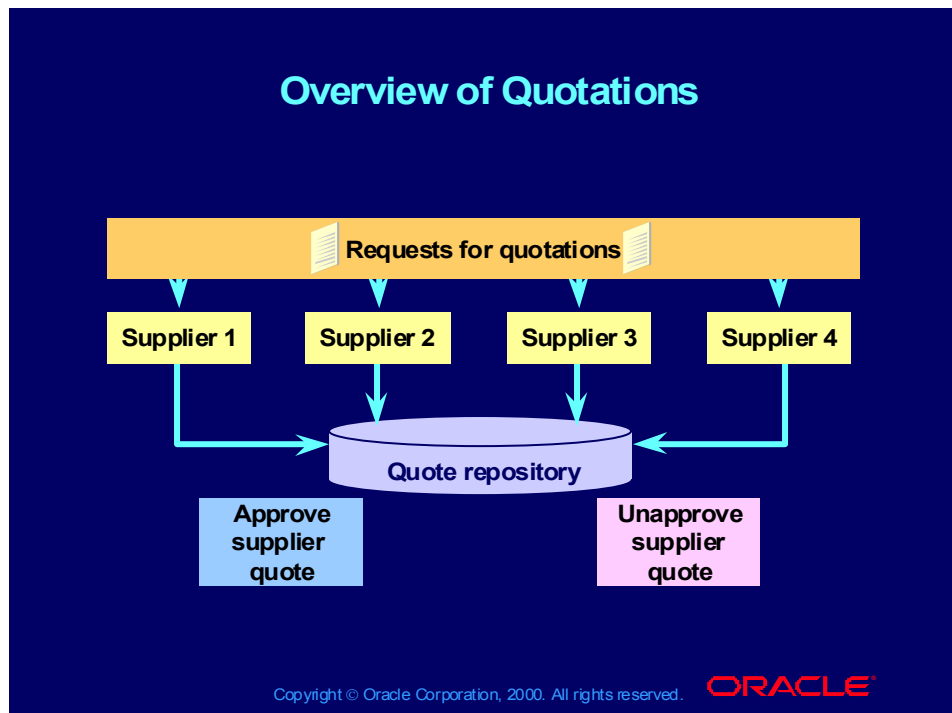 Overview of Quotations
Requests for quotations
Supplier 1
Supplier 2
Supplier 3
Supplier 4
Quote repository
Approve
supplier
quote
Unapprove
supplier
quote
Copyright © Oracle Corporation, 2000. All rights reserved.
ORACLE®